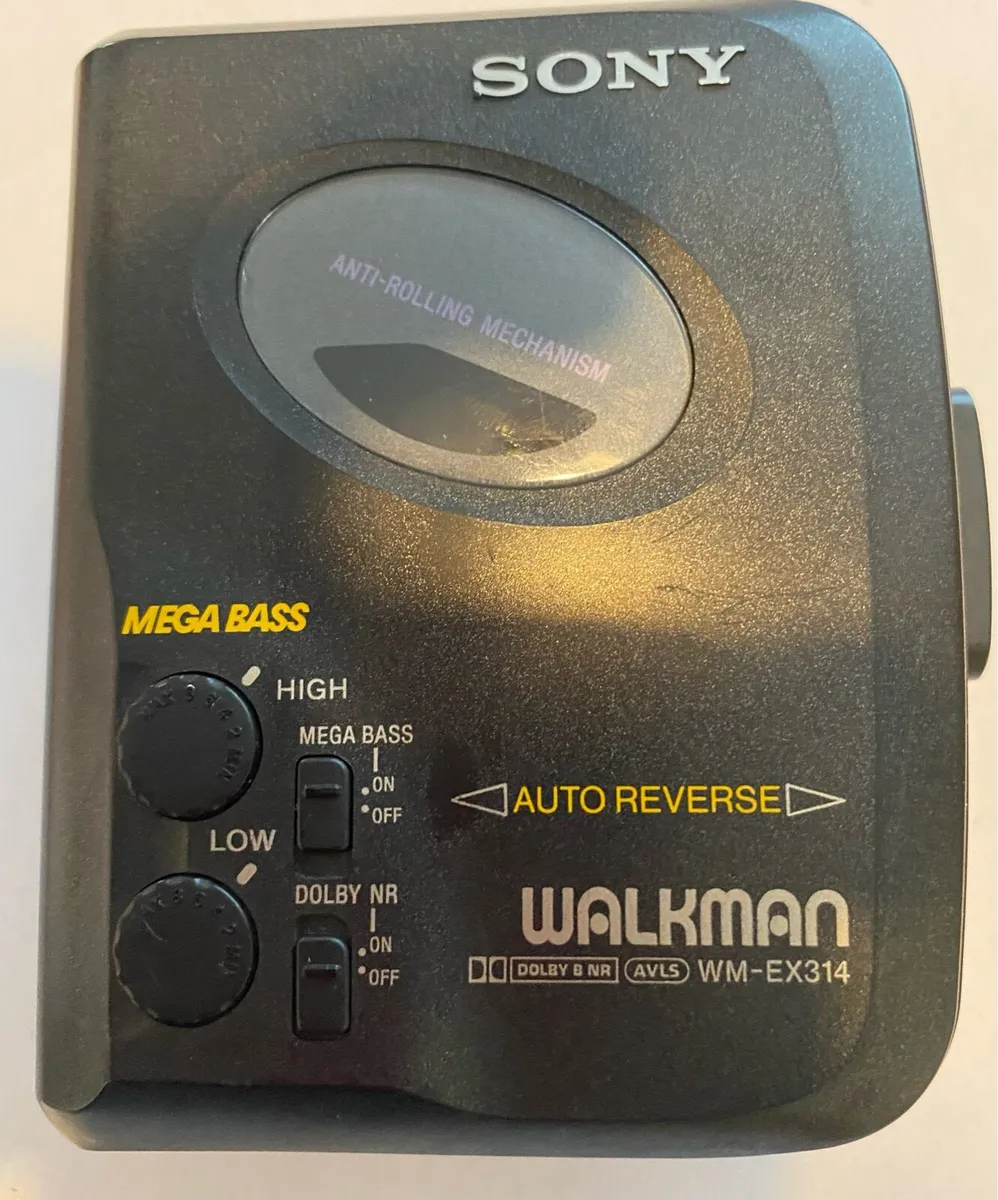 SONY
ANTI-ROLLING MECHANISM
MEGA BASS
HIGH
MEGA BASS
ON
OFF
AUTO REVERSE
LOW
DOLBY NR
ON
OFF
WALKMAN
DOLBY B NR AVLS WM-EX314